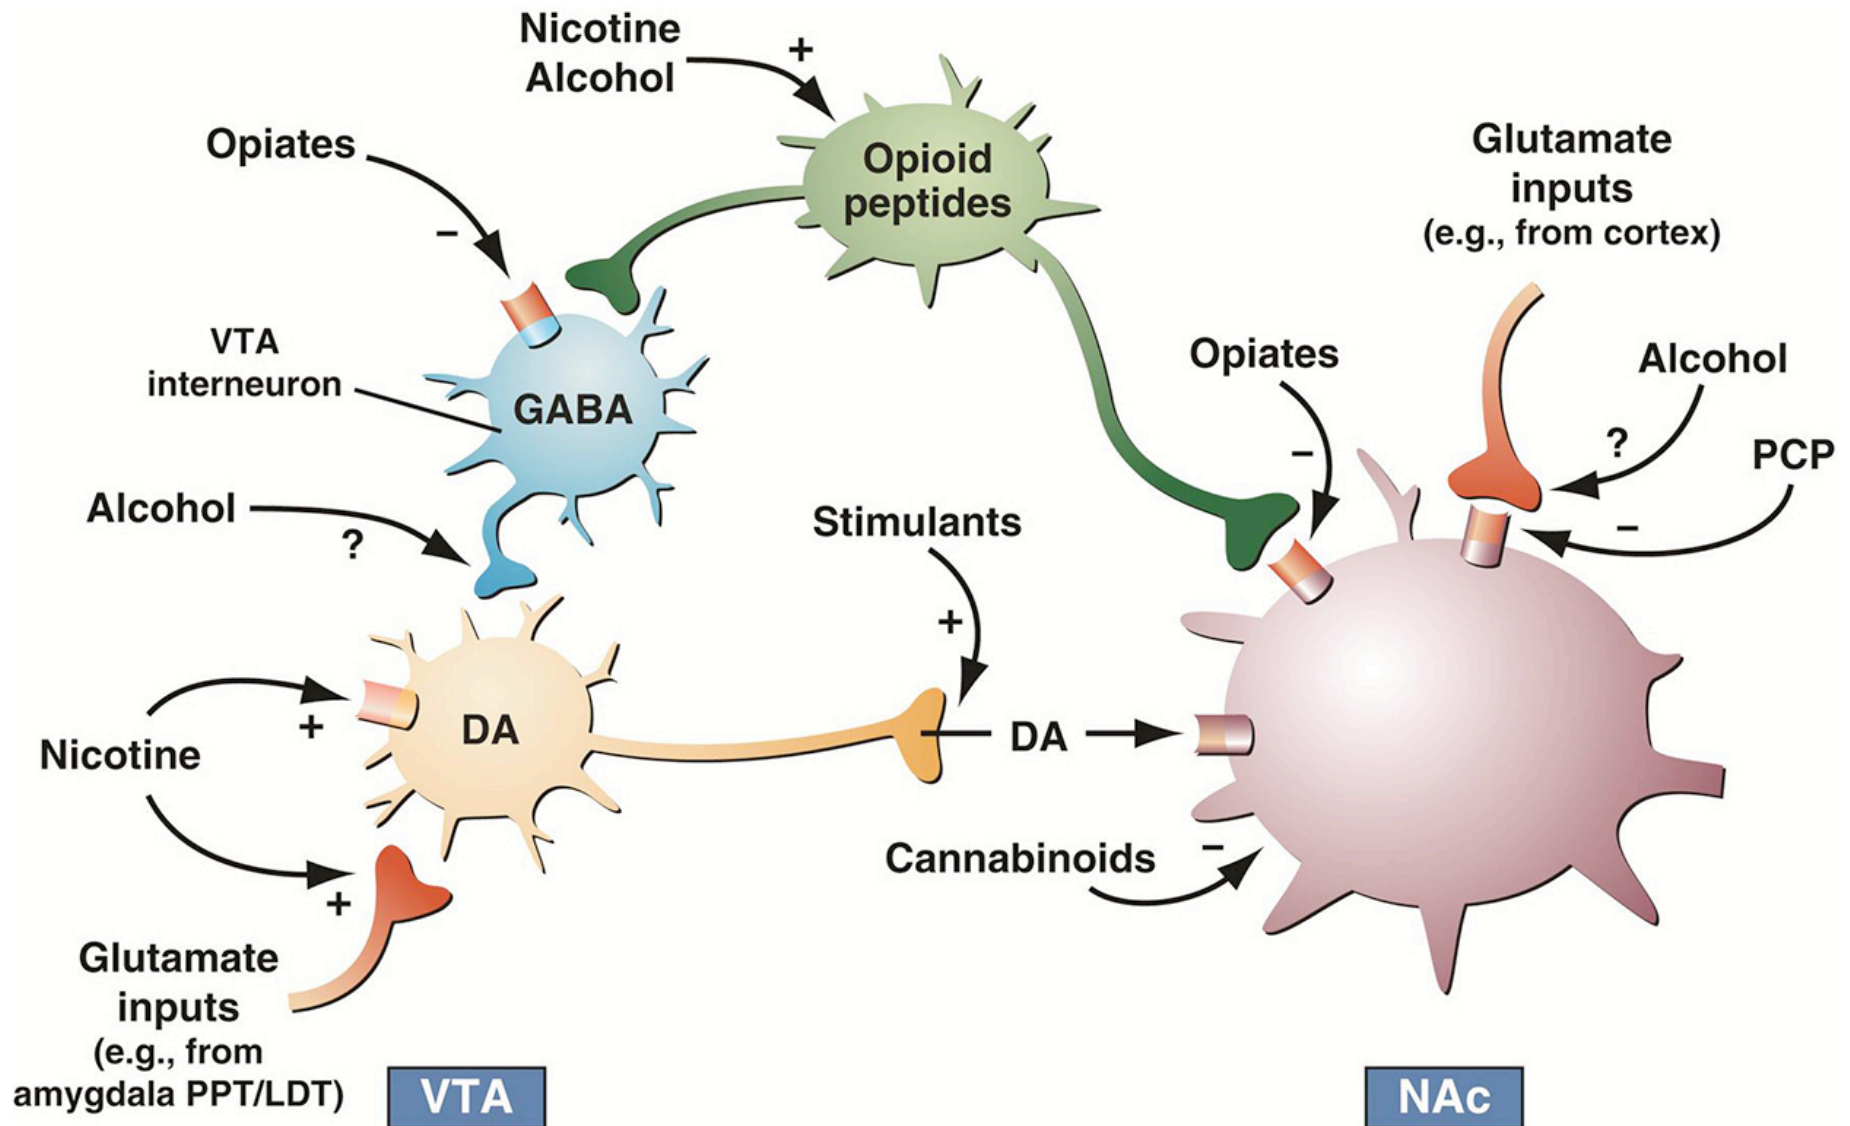 Nicotine
Alcohol
+
Opiates
–
Opioid
peptides
Glutamate
inputs
(e.g., from cortex)
VTA
interneuron
GABA
Opiates
–
Alcohol
?
PCP
–
Alcohol
?
Stimulants
+
Nicotine
+
+
DA
DA
Cannabinoids
–
Glutamate
inputs
(e.g., from
amygdala PPT/LDT)
VTA
NAc